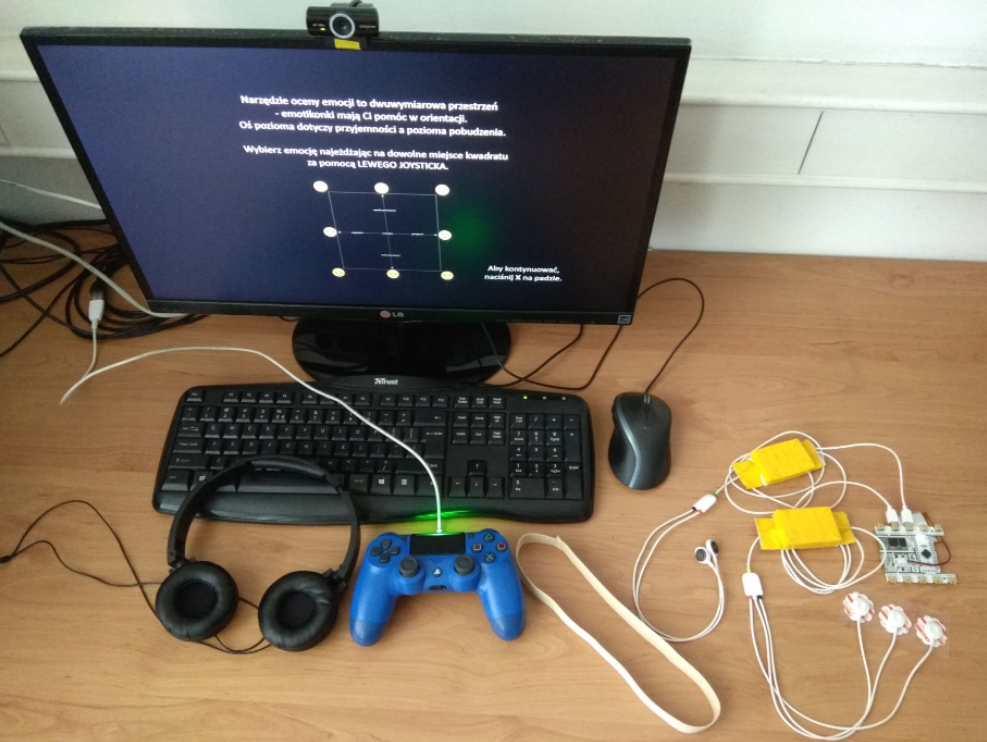 Narzędzie oceny emocji to dwuwymiarowa przestrzeń
- emotikonki mają Ci pomóc w orientacji.
Oś pozioma dotyczy przyjemności a pozioma pobudzenia.
Wybierz emocję najeżdżając na dowolne miejsce kwadratu
za pomocą LEWEGO JOYSTICKA.
Aby kontynuować,
naciśnij X na padzie.
LG
Trust